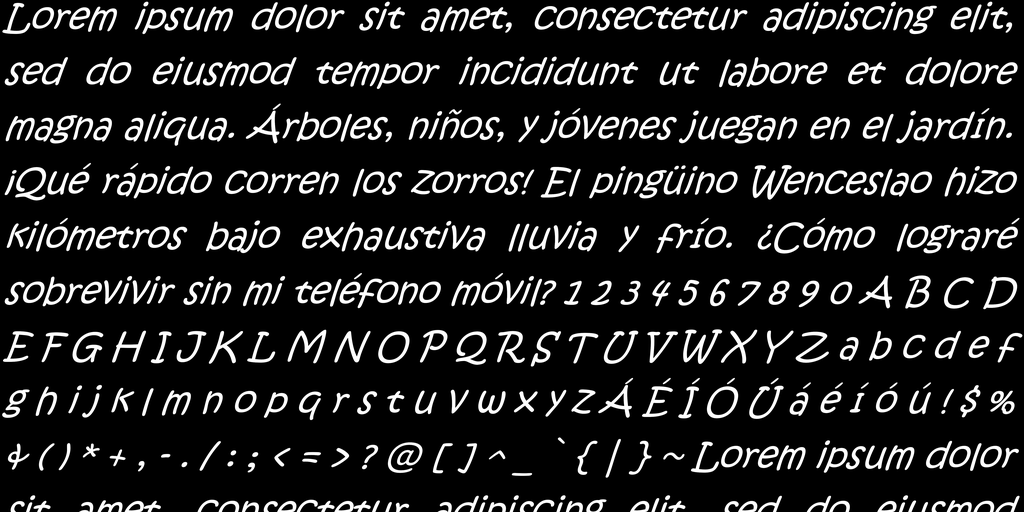 Lorem ipsum dolor sit amet, consectetur adipiscing elit,
sed do eiusmod tempor incididunt ut labore et dolore
magna aliqua. Árboles, niños, y jóvenes juegan en el jardín.
¡Qué rápido corren los zorros! El pingüino Wenceslao hizo
kilómetros bajo exhaustiva lluvia y frío. ¿Cómo lograré
sobrevivir sin mi teléfono móvil? 1 2 3 4 5 6 7 8 9 0 A B C D
E F G H I J K L M N O P Q R S T U V W X Y Z a b c d e f
g h i j k l m n o p q r s t u v w x y z Á É Í Ó Ú á é í ó ú ! $ %
& ( ) * + , - . / : ; < = > ? @ [ ] ^ _ ` { | } ~ Lorem ipsum dolor
sit amet, consectetur adipiscing elit, sed do eiusmod